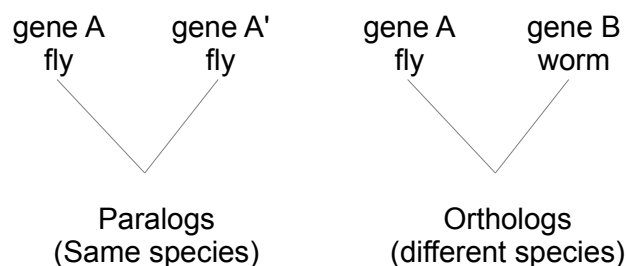 gene A gene A'
fly fly
Paralogs
(Same species)
gene A gene B
fly worm
Orthologs
(different species)